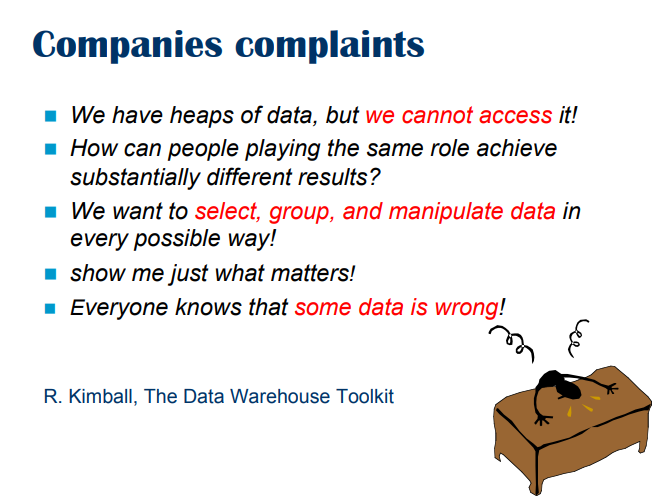 Companies complaints
We have heaps of data, but we cannot access it!
How can people playing the same role achieve
substantially different results?
We want to select, group, and manipulate data in
every possible way!
show me just what matters!
Everyone knows that some data is wrong!
R. Kimball, The Data Warehouse Toolkit